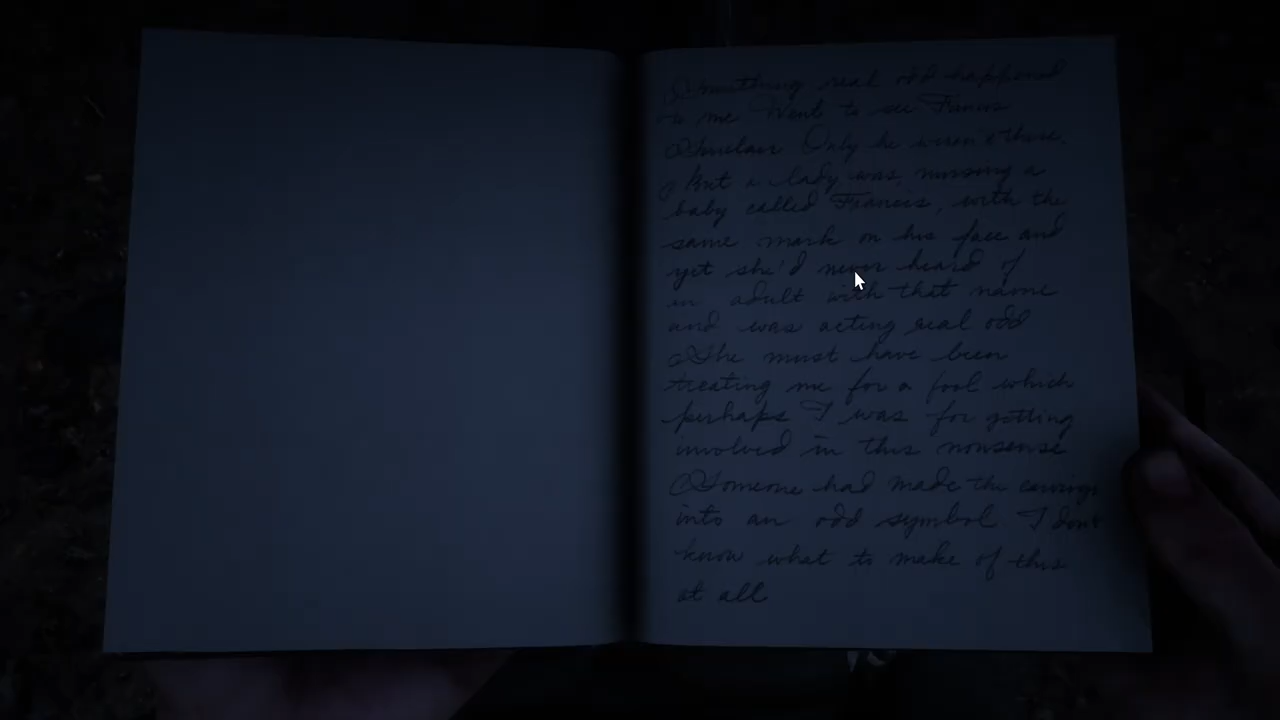 Something real odd happened
to me Went to see Francis
Sinclair Only he weren't there.
But a lady was, nursing a
baby called Francis, with the
same mark on his face and
yet she'd never heard of
an adult with that name
and was acting real odd
She must have been
treating me for a fool which
perhaps I was for getting
involved in this nonsense
Someone had made the carvings
into an odd symbol. I don't
know what to make of this
at all